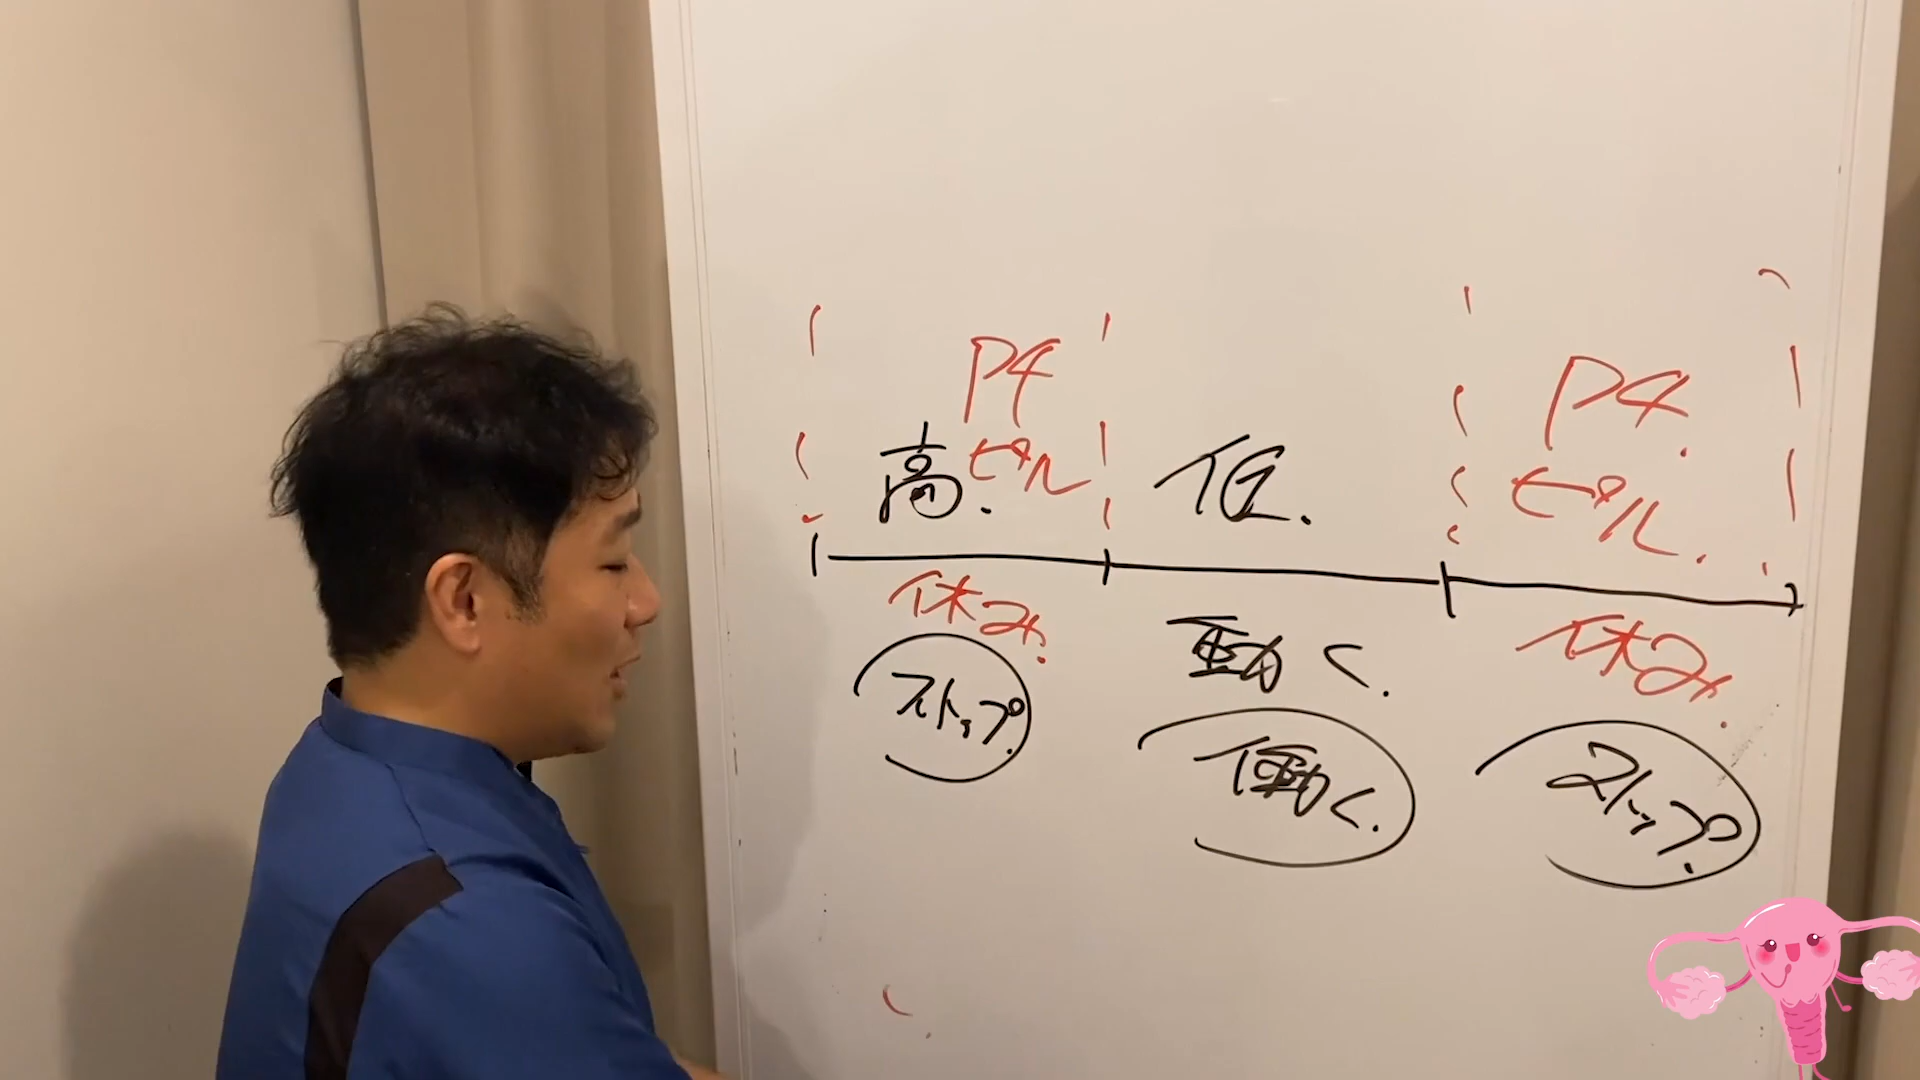 P4
P4.
高.
ピル
低.
ピル.
休み.
動く.
休み.
ストップ.
働く.
ストップ.